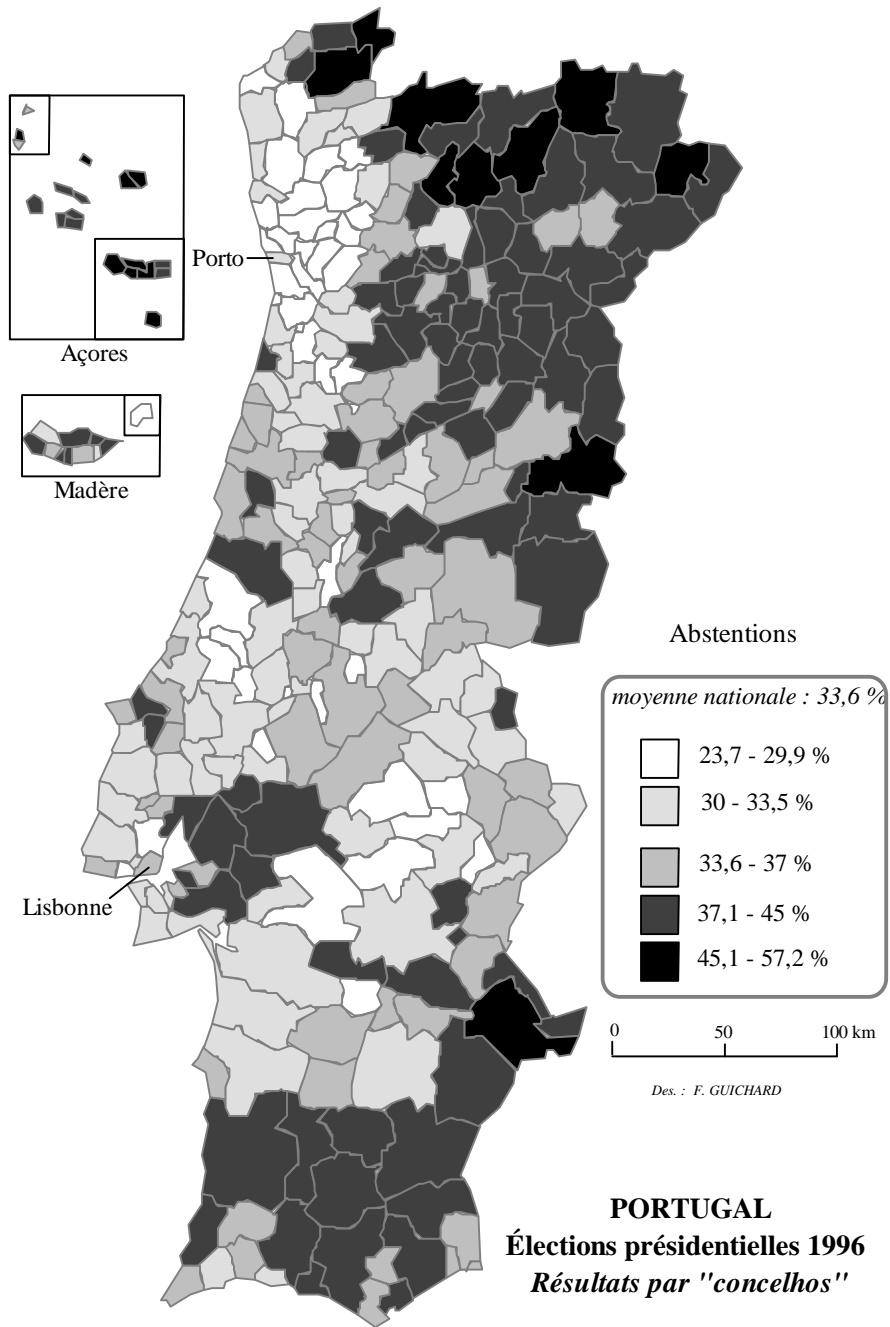 Porto
Açores
Madère
Lisbonne
Abstentions
moyenne nationale : 33,6 %
23,7 - 29,9 %
30 - 33,5 %
33,6 - 37 %
37,1 - 45 %
45,1 - 57,2 %
0 50 100 km
Des. : F. GUICHARD
PORTUGAL
Élections présidentielles 1996
Résultats par "concelhos"